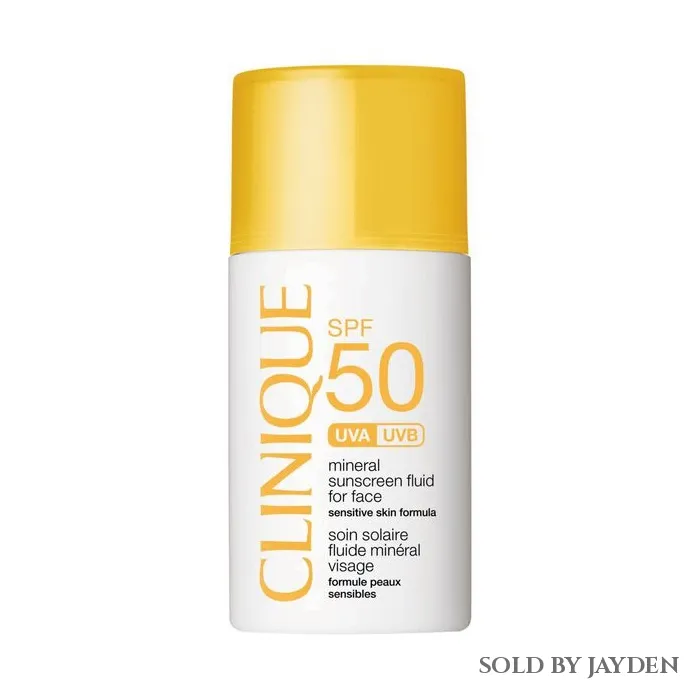 CLINIQUE
SPF
50
UVA UVB
mineral
sunscreen fluid
for face
sensitive skin formula
soin solaire
fluide minéral
visage
formule peaux
sensibles
SOLD BY JAYDEN